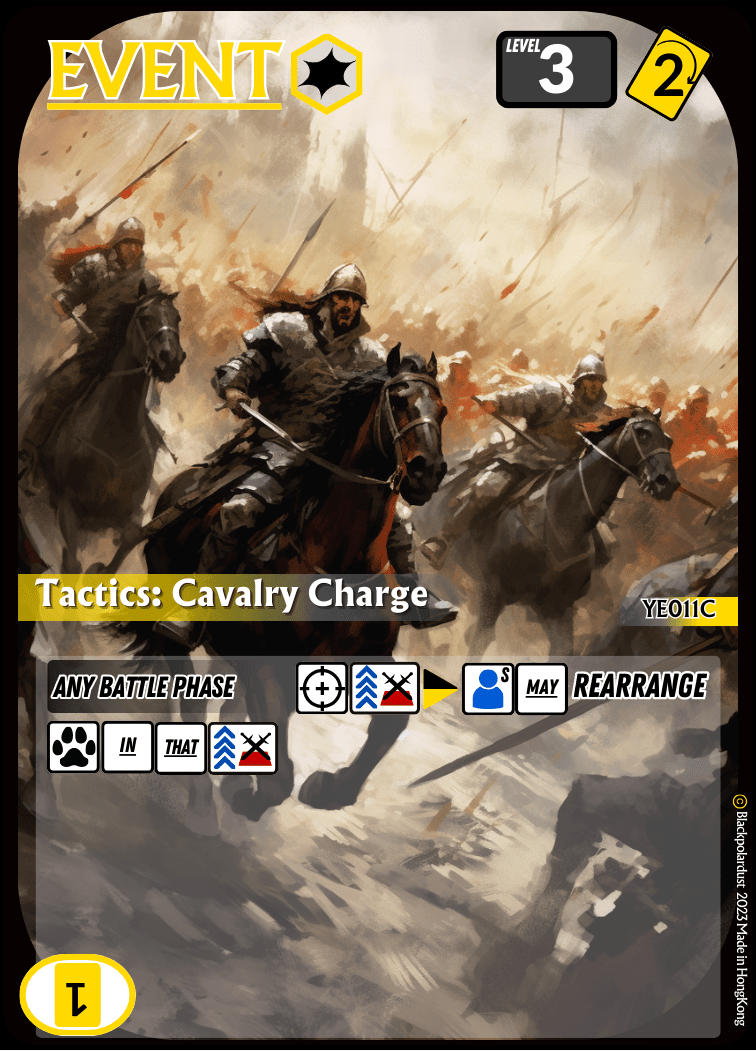 EVENT
LEVEL 3
2
Tactics: Cavalry Charge
YE011C
ANY BATTLE PHASE
S
MAY REARRANGE
IN THAT
1
© Blackpolardust 2023 Made in HongKong